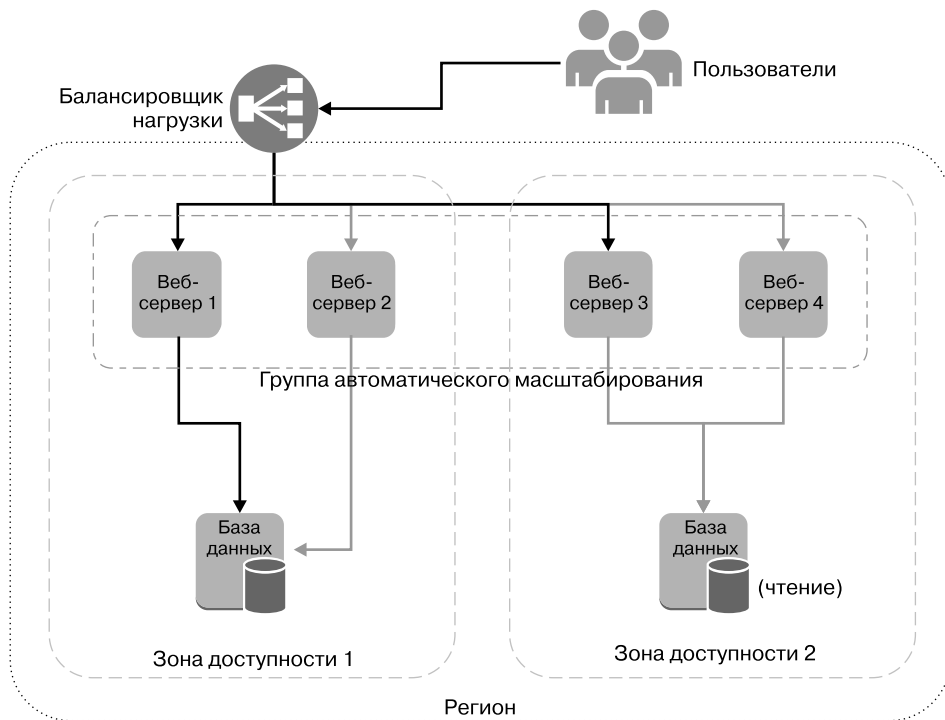 Пользователи
Балансировщик
нагрузки
Веб-
сервер 1
Веб-
сервер 2
Веб-
сервер 3
Веб-
сервер 4
Группа автоматического масштабирования
База
данных
База
данных
(чтение)
Зона доступности 1
Зона доступности 2
Регион